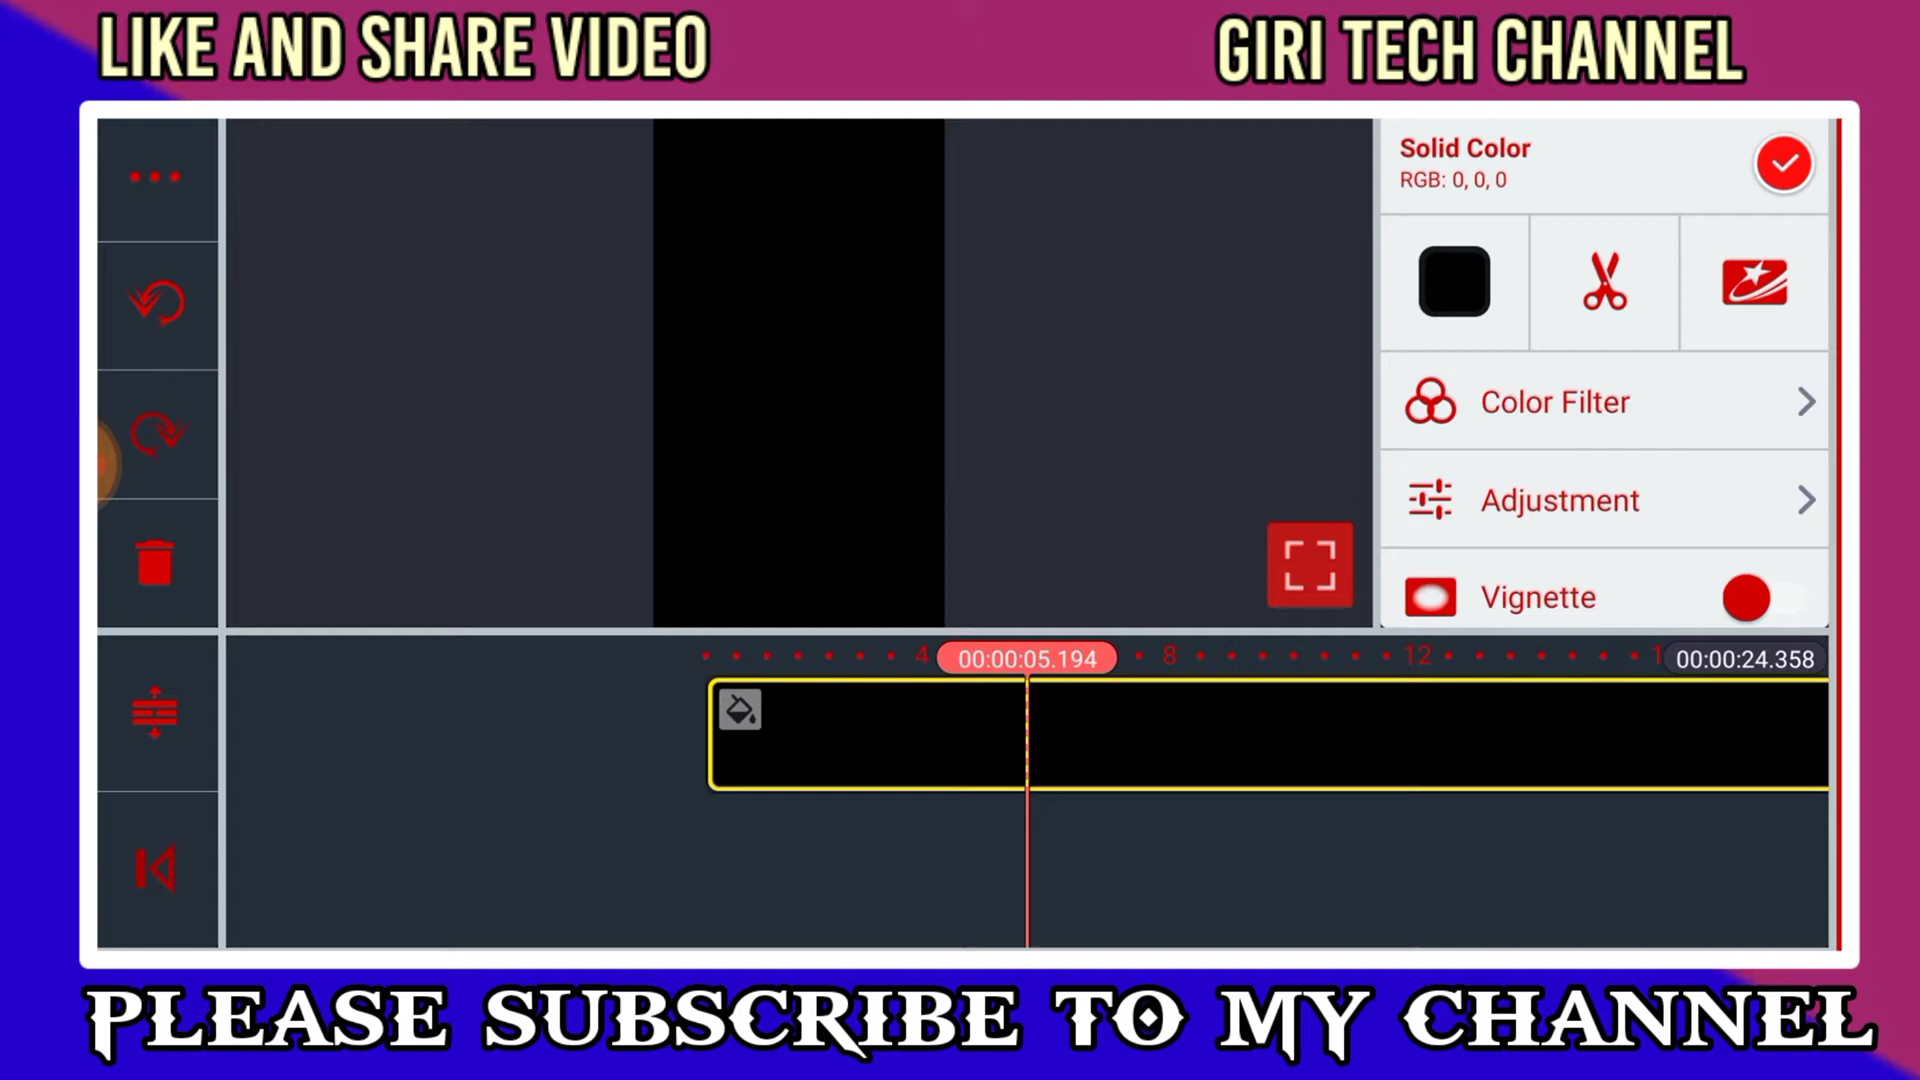 LIKE AND SHARE VIDEO
GIRI TECH CHANNEL
Solid Color
RGB: 0, 0, 0
Color Filter
Adjustment
Vignette
4
00:00:05.194
8
12
1
00:00:24.358
PLEASE SUBSCRIBE TO MY CHANNEL